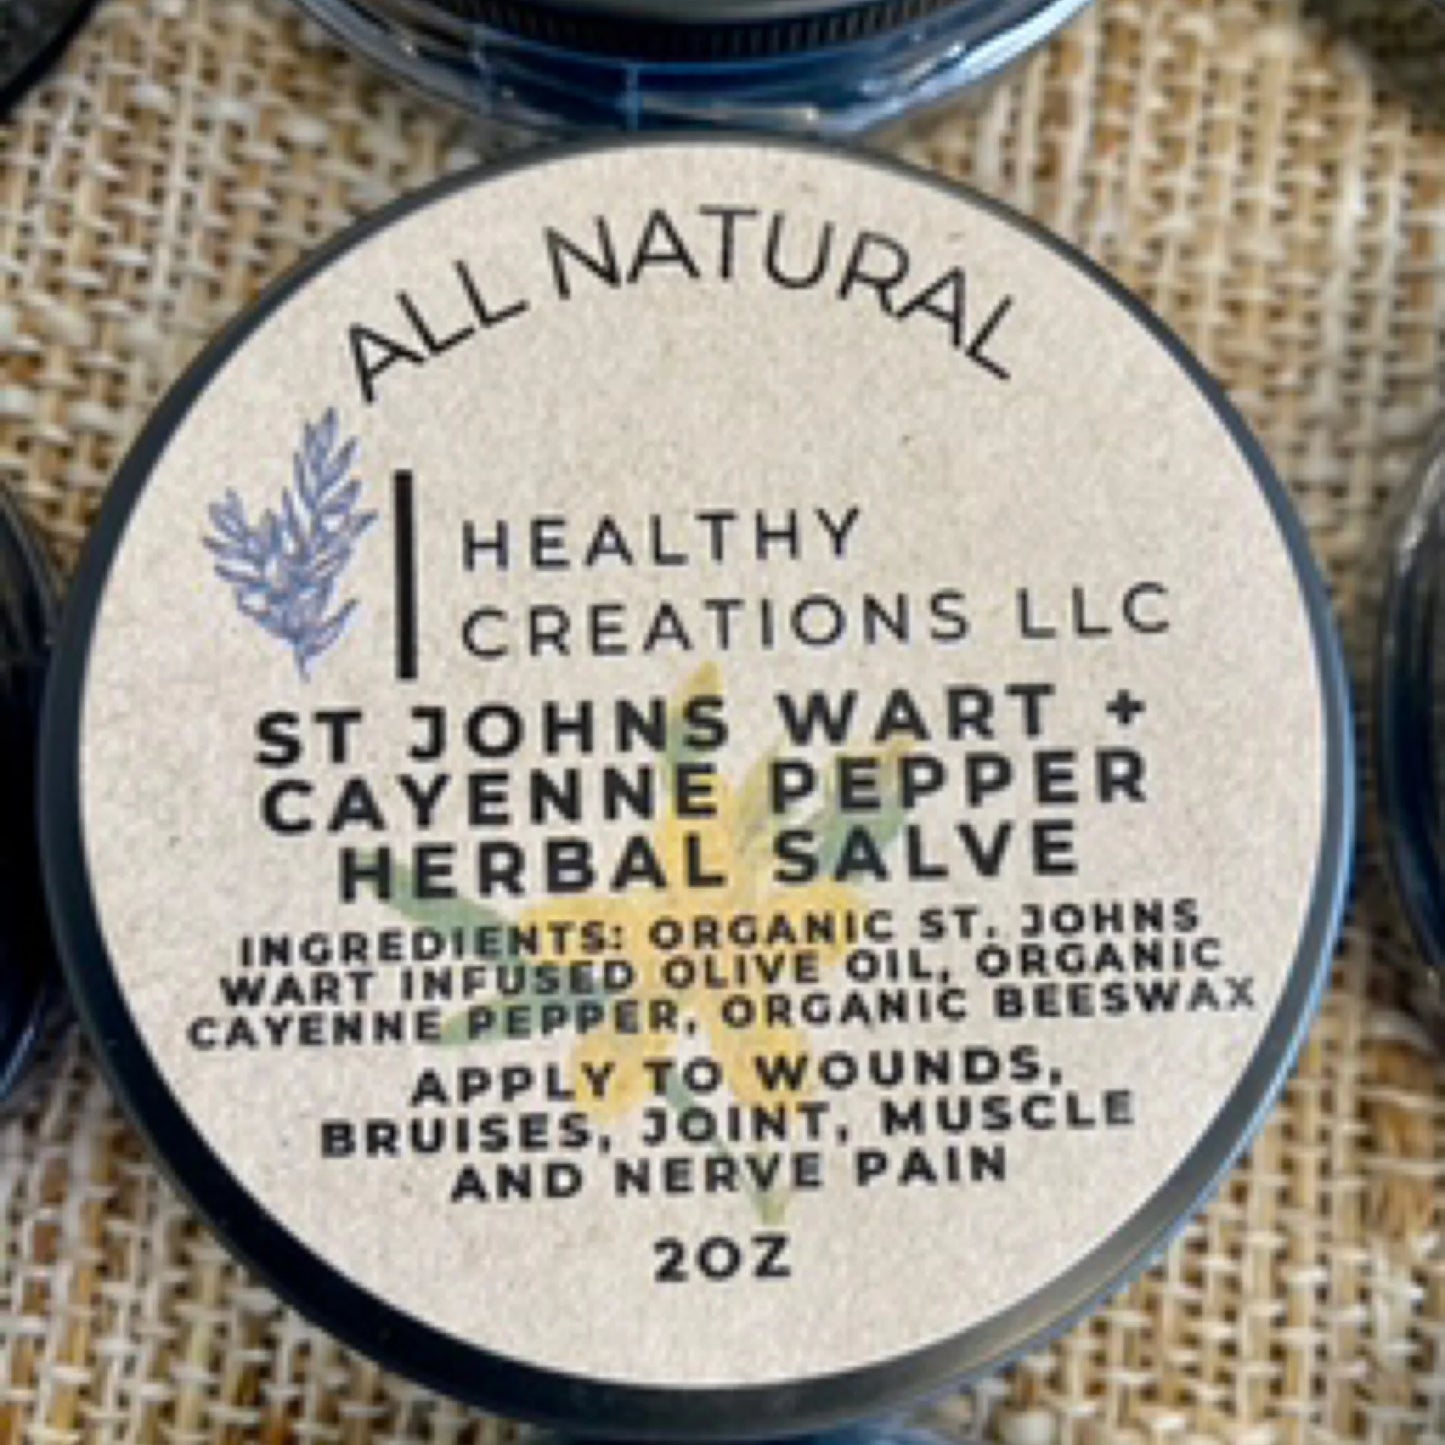 ALL NATURAL
HEALTHY
CREATIONS LLC
ST JOHNS WART +
CAYENNE PEPPER
HERBAL SALVE
INGREDIENTS: ORGANIC ST. JOHNS
WART INFUSED OLIVE OIL, ORGANIC
CAYENNE PEPPER, ORGANIC BEESWAX
APPLY TO WOUNDS,
BRUISES, JOINT, MUSCLE
AND NERVE PAIN
2OZ